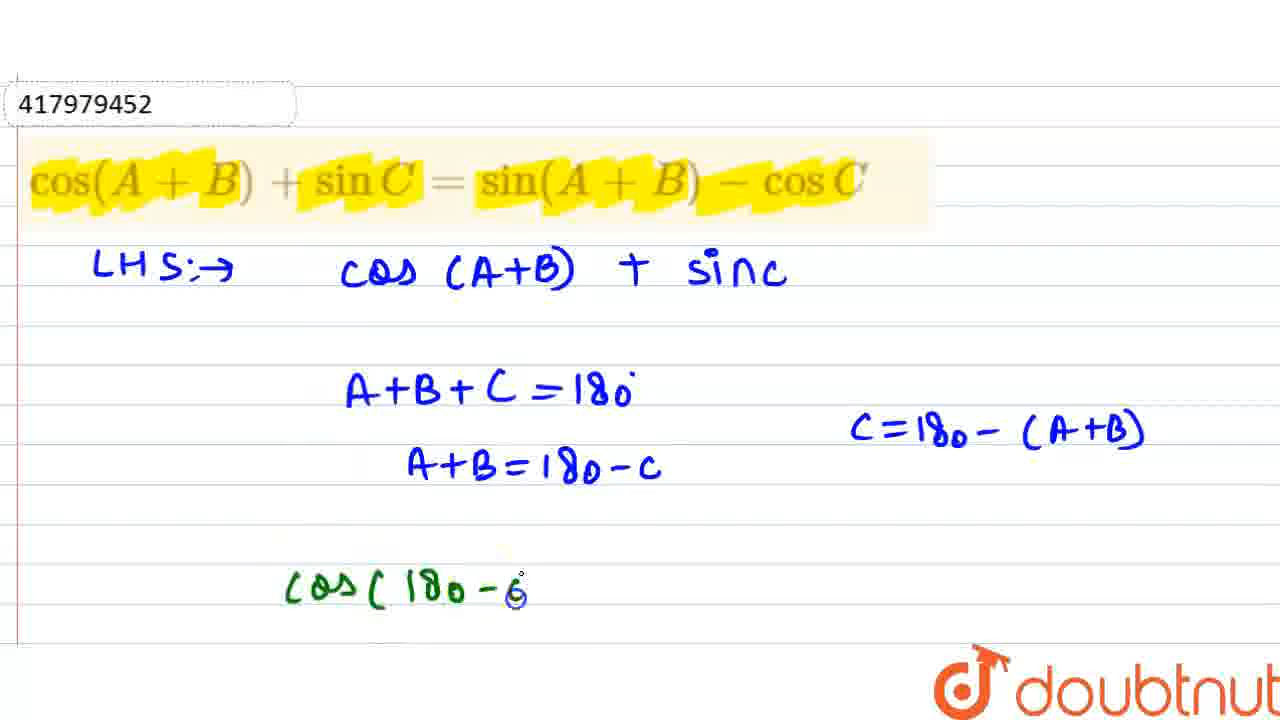 417979452
cos(A + B) + sin C = sin(A + B) − cos C
LHS:→ cos (A+B) + sinc
A+B+C = 180°
C = 180 - (A+B)
A+B = 180 - C
cos( 180 - c
doubtnut